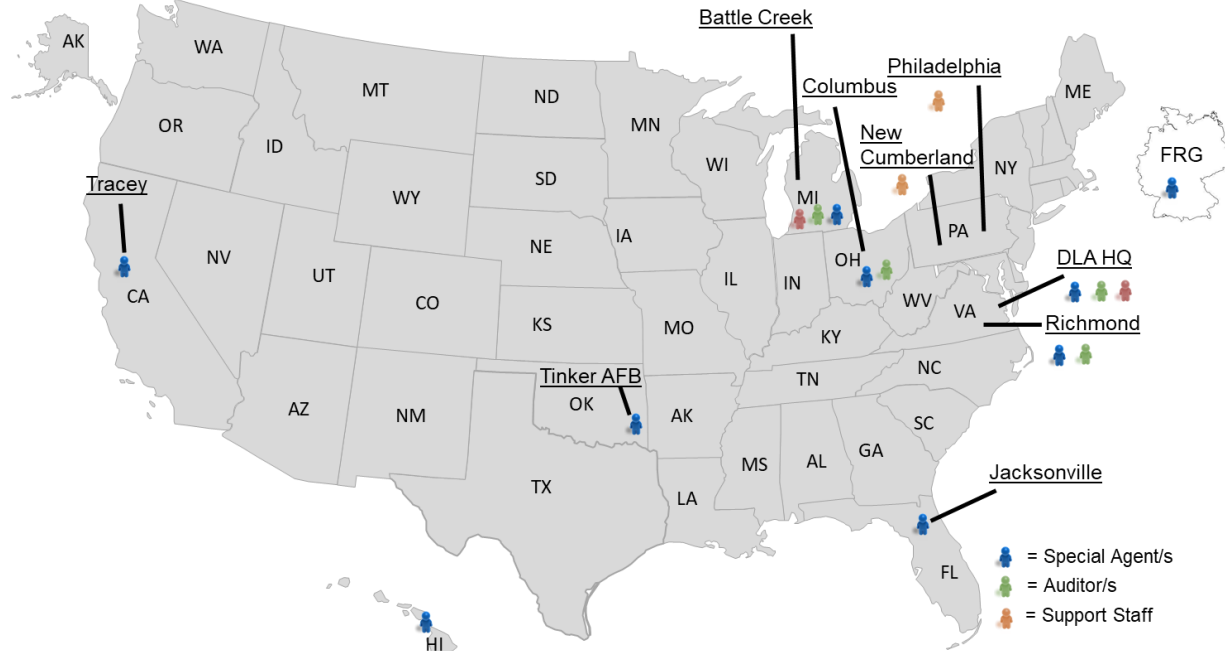 Battle Creek
AK
WA
Philadelphia
Columbus
MT
ND
ME
MN
OR
New
Cumberland
ID
WI
NY
FRG
SD
Tracey
MI
WY
PA
IA
NE
NV
OH
DLA HQ
UT
IL
IN
CA
CO
WV
VA
KS
MO
Richmond
KY
NC
Tinker AFB
TN
OK
AZ
NM
AK
SC
GA
MS
AL
Jacksonville
TX
LA
= Special Agent/s
FL
= Auditor/s
= Support Staff
HI